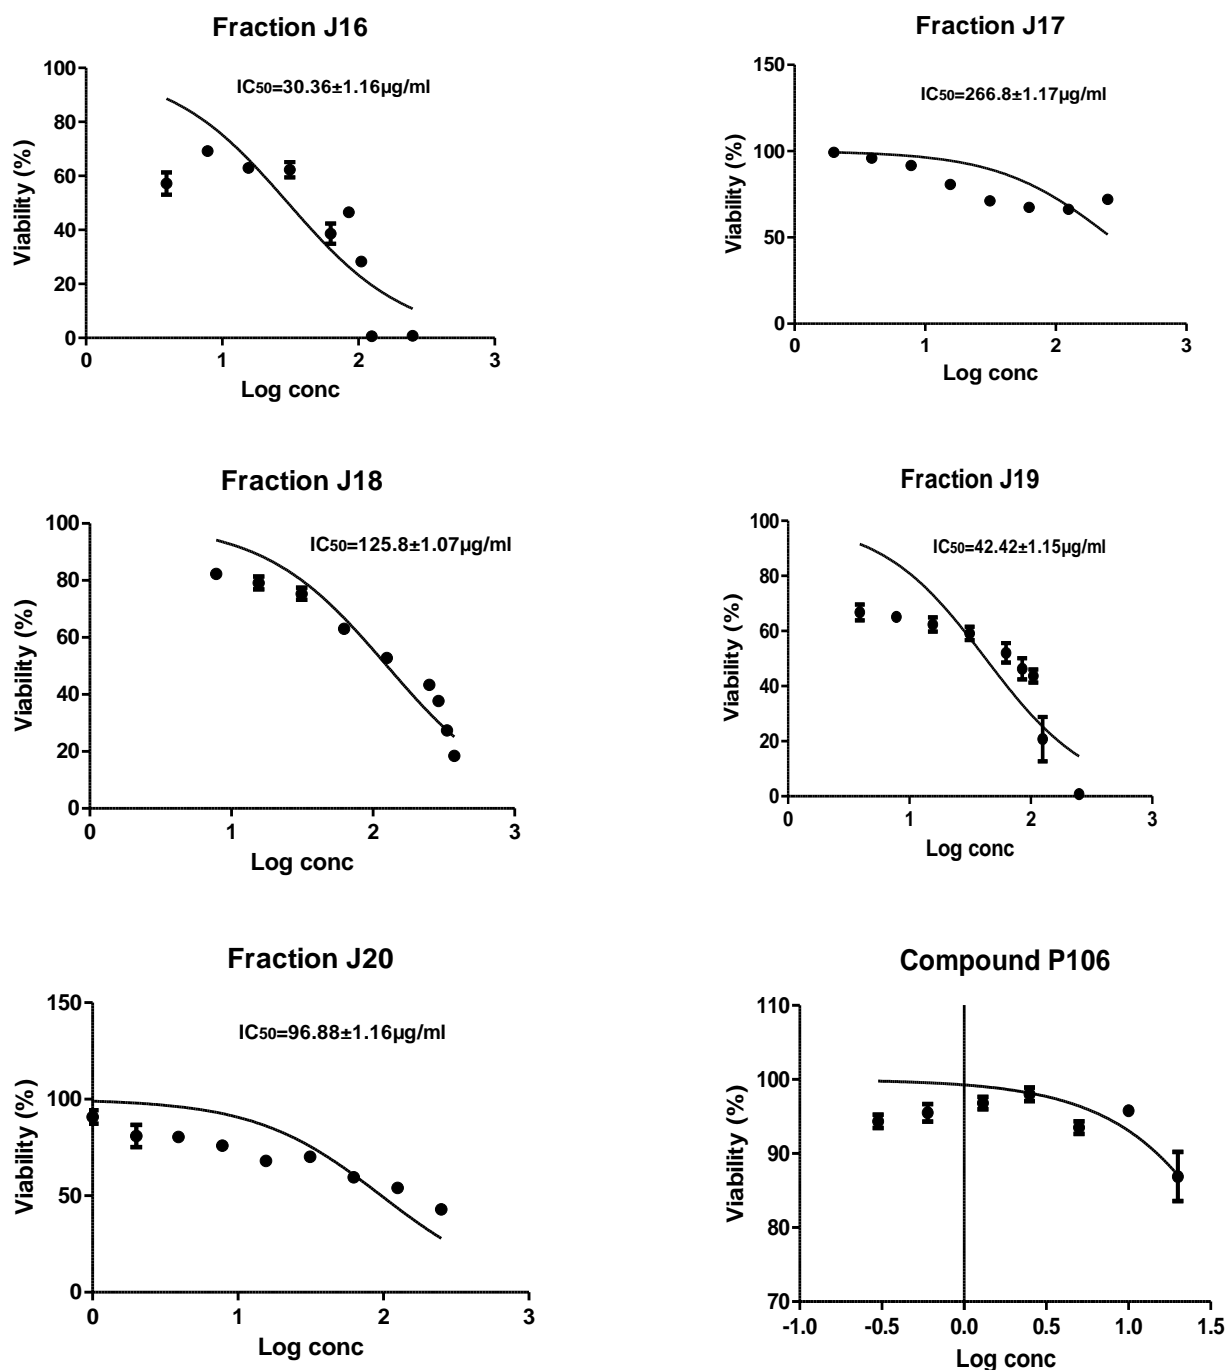 Fraction J16
IC50=30.36±1.16µg/ml
Viability (%)
100
80
60
40
20
0
0 1 2 3
Log conc
Fraction J17
IC50=266.8±1.17µg/ml
Viability (%)
150
100
50
0
0 1 2 3
Log conc
Fraction J18
IC50=125.8±1.07µg/ml
Viability (%)
100
80
60
40
20
0
0 1 2 3
Log conc
Fraction J19
IC50=42.42±1.15µg/ml
Viability (%)
100
80
60
40
20
0
0 1 2 3
Log conc
Fraction J20
IC50=96.88±1.16µg/ml
Viability (%)
150
100
50
0
0 1 2 3
Log conc
Compound P106
Viability (%)
110
100
90
80
70
-1.0 -0.5 0.0 0.5 1.0 1.5
Log conc